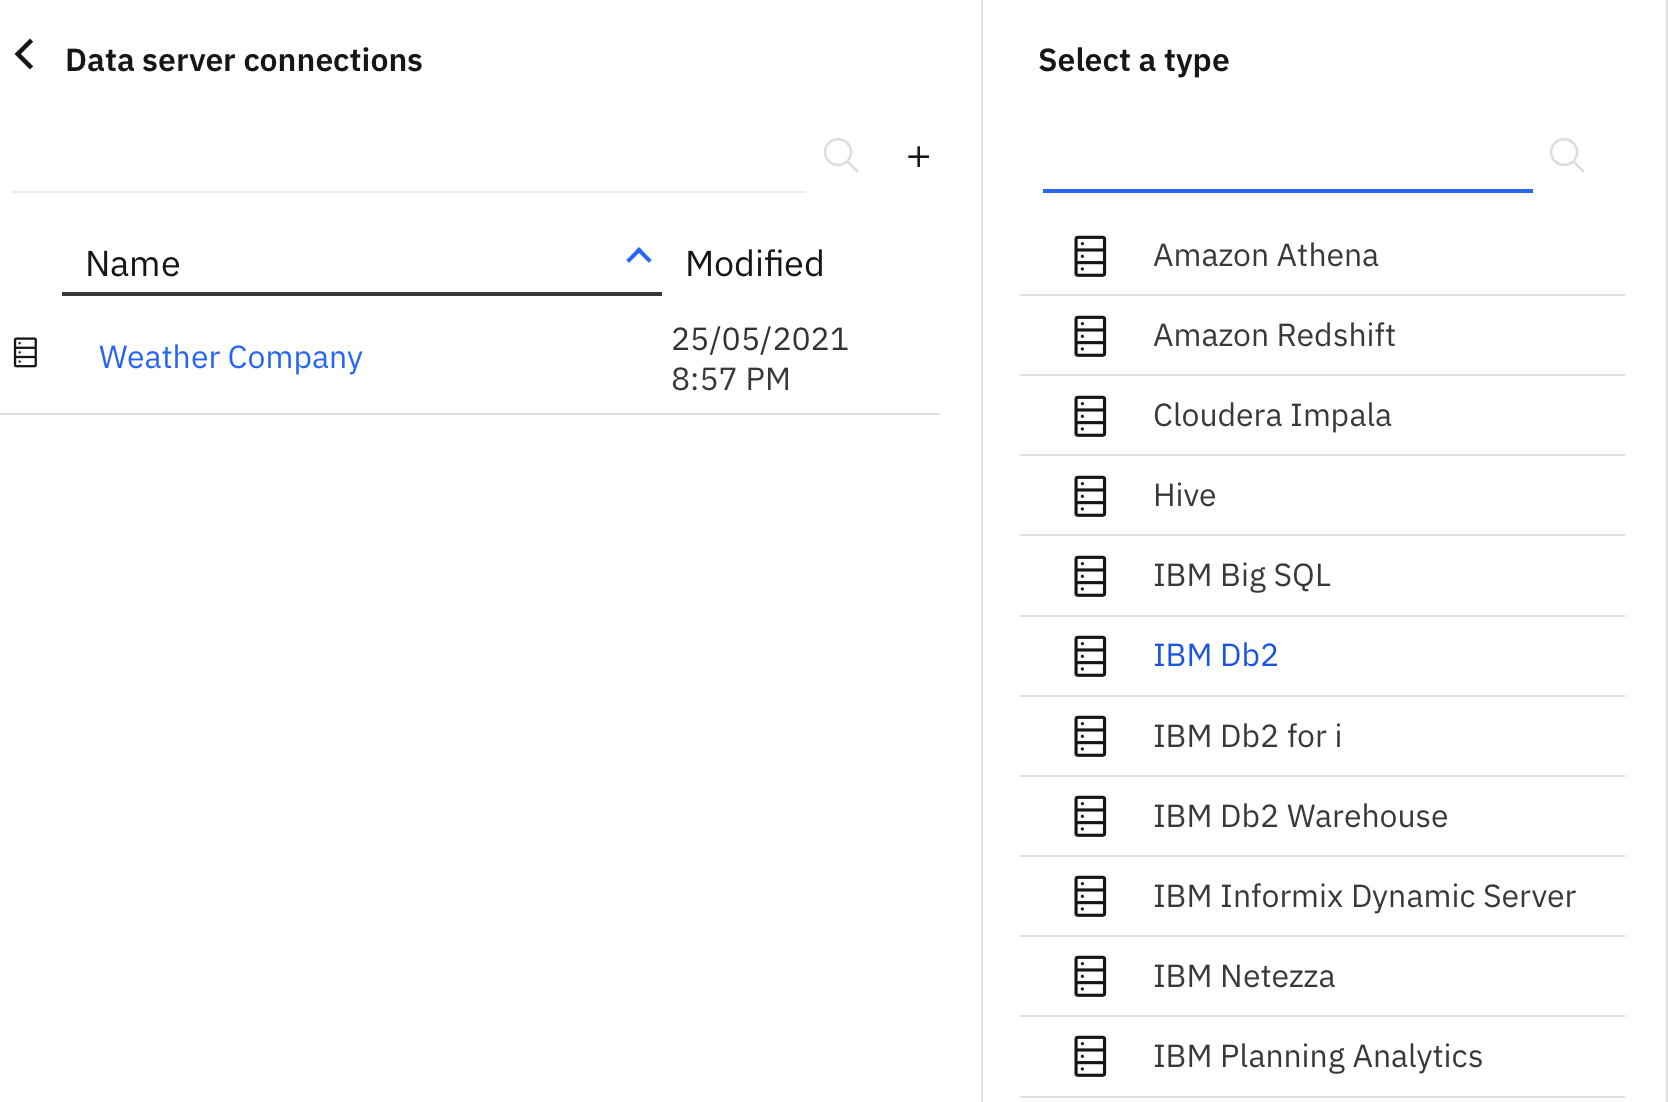 Data server connections
Name
Modified
Weather Company
25/05/2021
8:57 PM
Select a type
Amazon Athena
Amazon Redshift
Cloudera Impala
Hive
IBM Big SQL
IBM Db2
IBM Db2 for i
IBM Db2 Warehouse
IBM Informix Dynamic Server
IBM Netezza
IBM Planning Analytics